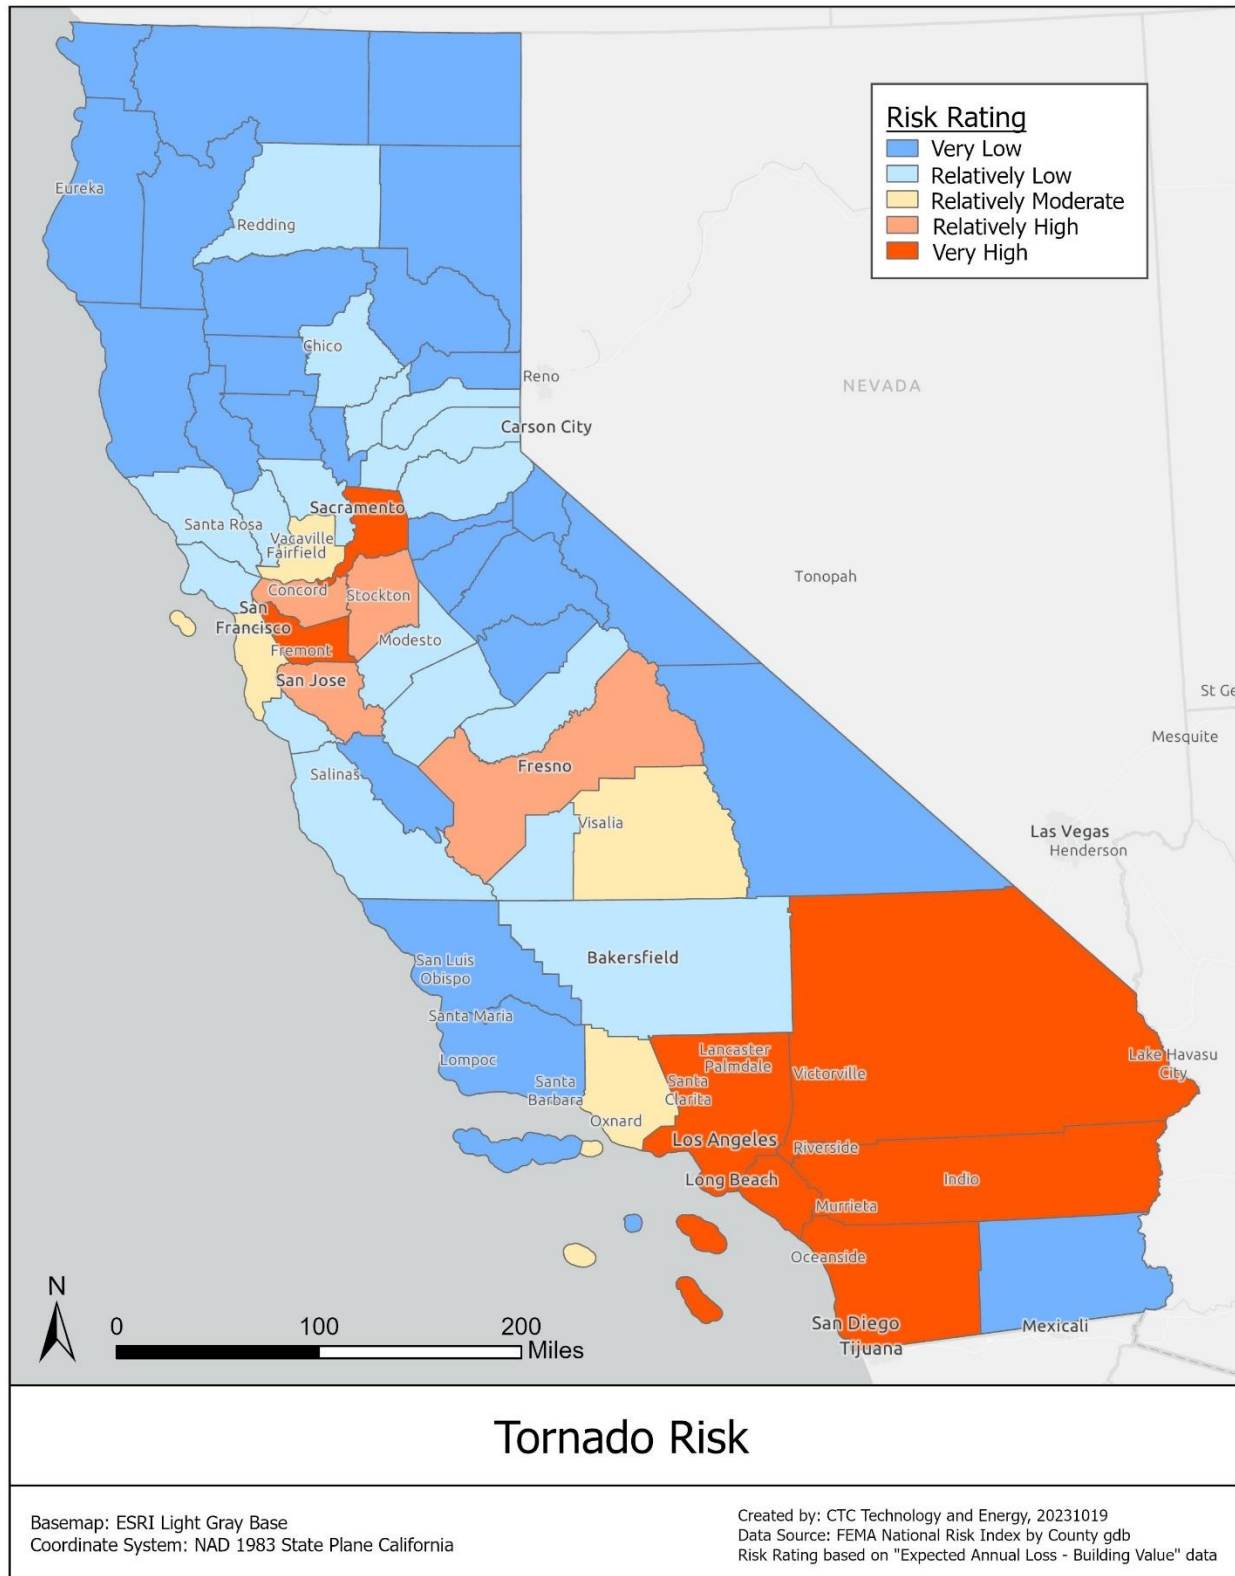 Risk Rating
Very Low
Relatively Low
Relatively Moderate
Relatively High
Very High
Eureka
Redding
Chico
Reno
NEVADA
Carson City
Santa Rosa
Sacramento
Vacaville
Fairfield
Concord
Stockton
San
Francisco
Fremont
Modesto
San Jose
Tonopah
St Ge
Mesquite
Salinas
Fresno
Visalia
Las Vegas
Henderson
San Luis
Obispo
Bakersfield
Santa Maria
Lompoc
Santa
Barbara
Lancaster
Palmdale
Santa
Clarita
Victorville
Lake Havasu
City
Oxnard
Los Angeles
Riverside
Long Beach
Indio
Murrieta
Oceanside
San Diego
Tijuana
Mexicali
N
0 100 200
Miles
Tornado Risk
Basemap: ESRI Light Gray Base
Coordinate System: NAD 1983 State Plane California
Created by: CTC Technology and Energy, 20231019
Data Source: FEMA National Risk Index by County gdb
Risk Rating based on "Expected Annual Loss - Building Value" data